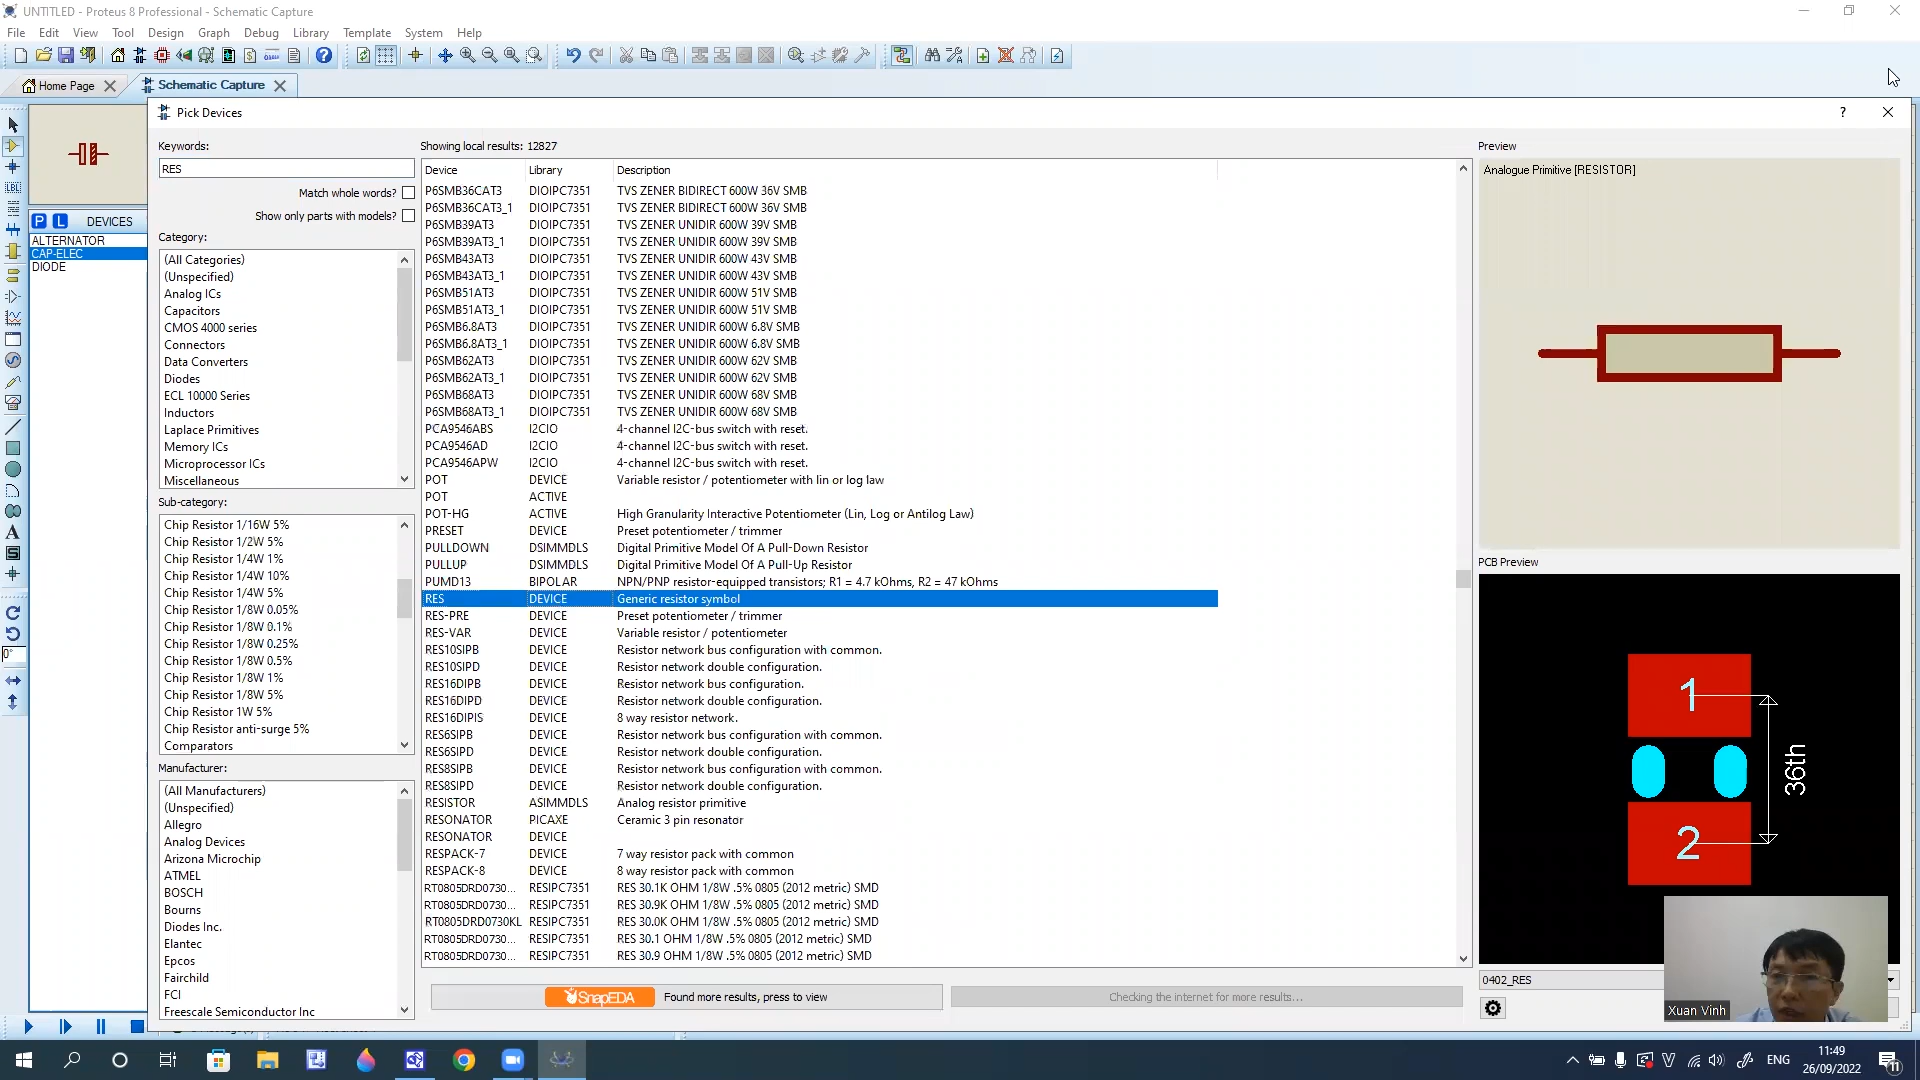 UNTITLED - Proteus 8 Professional - Schematic Capture
File Edit View Tool Design Graph Debug Library Template System Help
Home Page
Schematic Capture
Pick Devices
?
P L DEVICES
ALTERNATOR
CAP-ELEC
DIODE
LBL
A
S
0°
Keywords:
RES
Match whole words?
Show only parts with models?
Category:
(All Categories)
(Unspecified)
Analog ICs
Capacitors
CMOS 4000 series
Connectors
Data Converters
Diodes
ECL 10000 Series
Inductors
Laplace Primitives
Memory ICs
Microprocessor ICs
Miscellaneous
Sub-category:
Chip Resistor 1/16W 5%
Chip Resistor 1/2W 5%
Chip Resistor 1/4W 1%
Chip Resistor 1/4W 10%
Chip Resistor 1/4W 5%
Chip Resistor 1/8W 0.05%
Chip Resistor 1/8W 0.1%
Chip Resistor 1/8W 0.25%
Chip Resistor 1/8W 0.5%
Chip Resistor 1/8W 1%
Chip Resistor 1/8W 5%
Chip Resistor 1W 5%
Chip Resistor anti-surge 5%
Comparators
Manufacturer:
(All Manufacturers)
(Unspecified)
Allegro
Analog Devices
Arizona Microchip
ATMEL
BOSCH
Bourns
Diodes Inc.
Elantec
Epcos
Fairchild
FCI
Freescale Semiconductor Inc
Showing local results: 12827
Device Library Description
P6SMB36CAT3 DIOIPC7351 TVS ZENER BIDIRECT 600W 36V SMB
P6SMB36CAT3_1 DIOIPC7351 TVS ZENER BIDIRECT 600W 36V SMB
P6SMB39AT3 DIOIPC7351 TVS ZENER UNIDIR 600W 39V SMB
P6SMB39AT3_1 DIOIPC7351 TVS ZENER UNIDIR 600W 39V SMB
P6SMB43AT3 DIOIPC7351 TVS ZENER UNIDIR 600W 43V SMB
P6SMB43AT3_1 DIOIPC7351 TVS ZENER UNIDIR 600W 43V SMB
P6SMB51AT3 DIOIPC7351 TVS ZENER UNIDIR 600W 51V SMB
P6SMB51AT3_1 DIOIPC7351 TVS ZENER UNIDIR 600W 51V SMB
P6SMB6.8AT3 DIOIPC7351 TVS ZENER UNIDIR 600W 6.8V SMB
P6SMB6.8AT3_1 DIOIPC7351 TVS ZENER UNIDIR 600W 6.8V SMB
P6SMB62AT3 DIOIPC7351 TVS ZENER UNIDIR 600W 62V SMB
P6SMB62AT3_1 DIOIPC7351 TVS ZENER UNIDIR 600W 62V SMB
P6SMB68AT3 DIOIPC7351 TVS ZENER UNIDIR 600W 68V SMB
P6SMB68AT3_1 DIOIPC7351 TVS ZENER UNIDIR 600W 68V SMB
PCA9546ABS I2CIO 4-channel I2C-bus switch with reset.
PCA9546AD I2CIO 4-channel I2C-bus switch with reset.
PCA9546APW I2CIO 4-channel I2C-bus switch with reset.
POT DEVICE Variable resistor / potentiometer with lin or log law
POT ACTIVE
POT-HG ACTIVE High Granularity Interactive Potentiometer (Lin, Log or Antilog Law)
PRESET DEVICE Preset potentiometer / trimmer
PULLDOWN DSIMMDLS Digital Primitive Model Of A Pull-Down Resistor
PULLUP DSIMMDLS Digital Primitive Model Of A Pull-Up Resistor
PUMD13 BIPOLAR NPN/PNP resistor-equipped transistors; R1 = 4.7 kOhms, R2 = 47 kOhms
RES DEVICE Generic resistor symbol
RES-PRE DEVICE Preset potentiometer / trimmer
RES-VAR DEVICE Variable resistor / potentiometer
RES10SIPB DEVICE Resistor network bus configuration with common.
RES10SIPD DEVICE Resistor network double configuration.
RES16DIPB DEVICE Resistor network bus configuration.
RES16DIPD DEVICE Resistor network double configuration.
RES16DIPIS DEVICE 8 way resistor network.
RES6SIPB DEVICE Resistor network bus configuration with common.
RES6SIPD DEVICE Resistor network double configuration.
RES8SIPB DEVICE Resistor network bus configuration with common.
RES8SIPD DEVICE Resistor network double configuration.
RESISTOR ASIMMDLS Analog resistor primitive
RESONATOR PICAXE Ceramic 3 pin resonator
RESONATOR DEVICE
RESPACK-7 DEVICE 7 way resistor pack with common
RESPACK-8 DEVICE 8 way resistor pack with common
RT0805DRD0730... RESIPC7351 RES 30.1K OHM 1/8W .5% 0805 (2012 metric) SMD
RT0805DRD0730... RESIPC7351 RES 30.9K OHM 1/8W .5% 0805 (2012 metric) SMD
RT0805DRD0730KL RESIPC7351 RES 30.0K OHM 1/8W .5% 0805 (2012 metric) SMD
RT0805DRD0730... RESIPC7351 RES 30.1 OHM 1/8W .5% 0805 (2012 metric) SMD
RT0805DRD0730... RESIPC7351 RES 30.9 OHM 1/8W .5% 0805 (2012 metric) SMD
SnapEDA Found more results, press to view
Checking the internet for more results...
Preview
Analogue Primitive [RESISTOR]
PCB Preview
1
36th
2
0402_RES
Xuan Vinh
ENG
11:49
26/09/2022
11